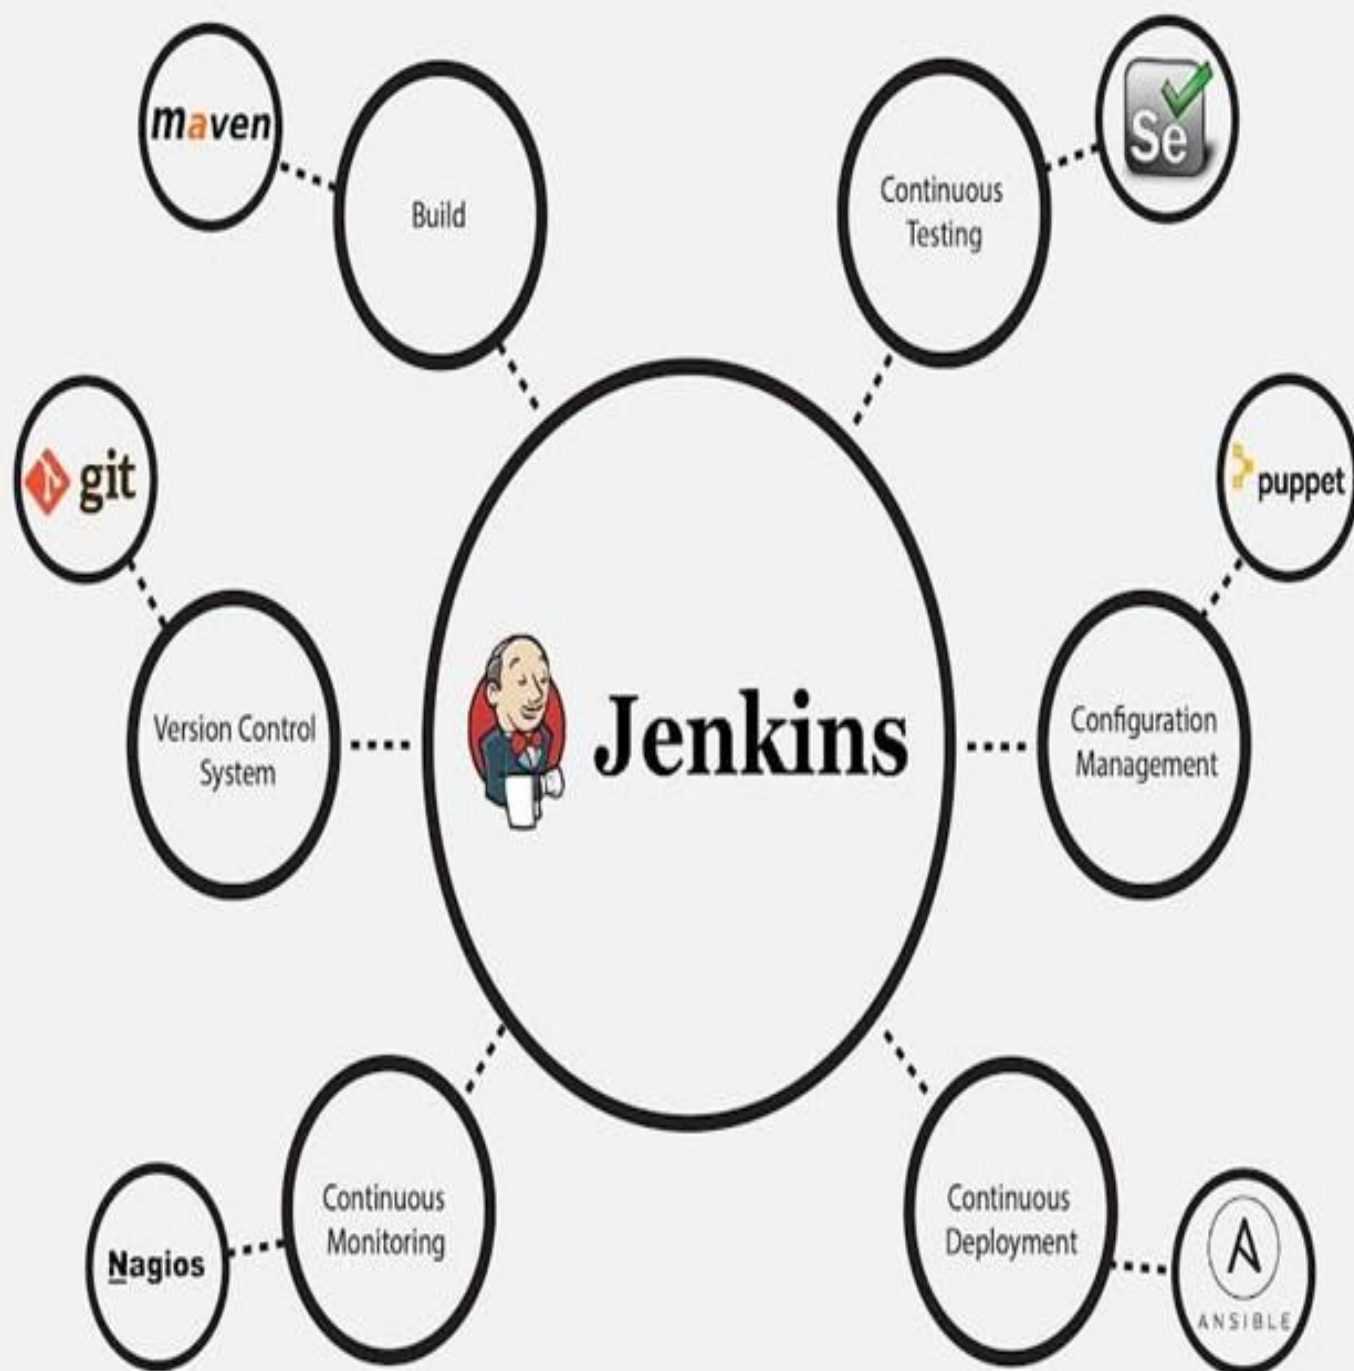 maven
Build
Continuous
Testing
Se
git
puppet
Version Control
System
Jenkins
Configuration
Management
Continuous
Monitoring
Nagios
Continuous
Deployment
A
ANSIBLE